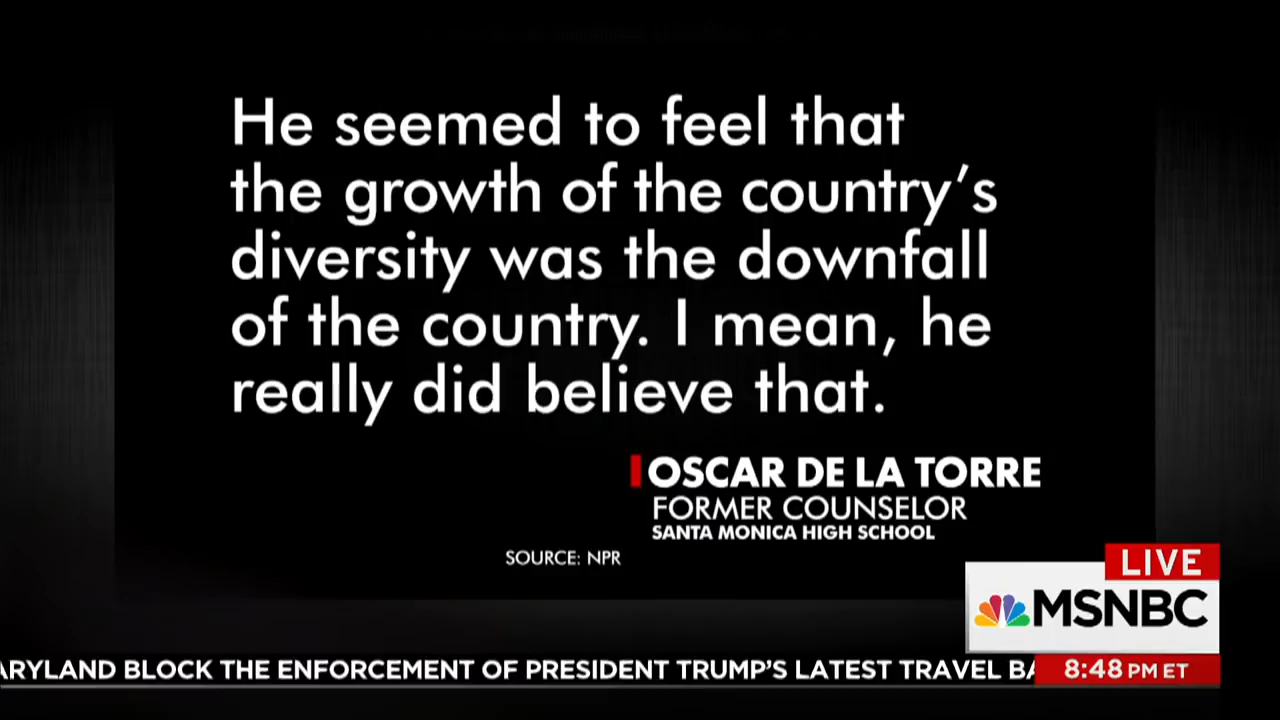 He seemed to feel that
the growth of the country's
diversity was the downfall
of the country. I mean, he
really did believe that.
OSCAR DE LA TORRE
FORMER COUNSELOR
SANTA MONICA HIGH SCHOOL
SOURCE: NPR
LIVE
MSNBC
ARYLAND BLOCK THE ENFORCEMENT OF PRESIDENT TRUMP'S LATEST TRAVEL BA
8:48 PM ET